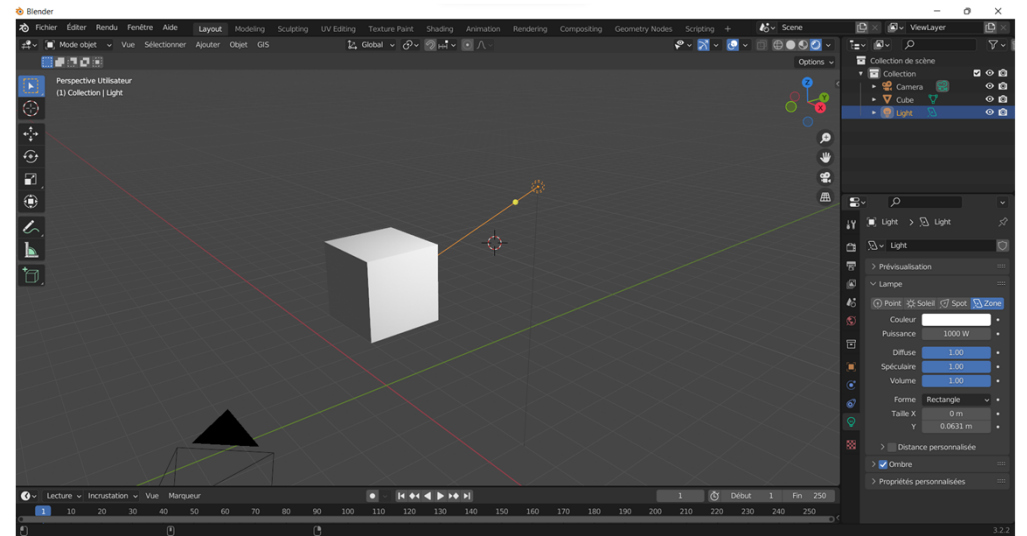 Blender
Fichier Éditer Rendu Fenêtre Aide Layout Modeling Sculpting UV Editing Texture Paint Shading Animation Rendering Compositing Geometry Nodes Scripting + Scene ViewLayer
Mode objet Vue Sélectionner Ajouter Objet GIS Global
Options
Perspective Utilisateur
(1) Collection | Light
Z
Y
X
Collection de scène
Collection
Camera
Cube
Light
Light > Light
Light
Prévisualisation
Lampe
Point Soleil Spot Zone
Couleur
Puissance 1000 W
Diffuse 1.00
Spéculaire 1.00
Volume 1.00
Forme Rectangle
Taille X 0 m
Y 0.0631 m
Distance personnalisée
Ombre
Propriétés personnalisées
Lecture Incrustation Vue Marqueur 1 Début 1 Fin 250
1 10 20 30 40 50 60 70 80 90 100 110 120 130 140 150 160 170 180 190 200 210 220 230 240 250
3.2.2